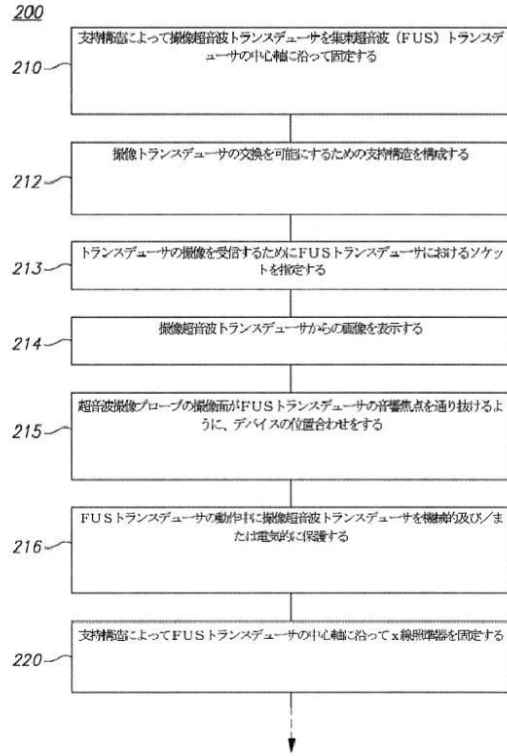 200
210
支持構造によって撮像超音波トランスデューサを集束超音波（FUS）トランスデ
ューサの中心軸に沿って固定する
212
撮像トランスデューサの交換を可能にするための支持構造を構成する
213
トランスデューサの撮像を受信するためにFUSトランスデューサにおけるソケッ
トを指定する
214
撮像超音波トランスデューサからの画像を表示する
215
超音波撮像プローブの撮像面がFUSトランスデューサの音響焦点を通り抜けるよ
うに、デバイスの位置合わせをする
216
FUSトランスデューサの動作中に撮像超音波トランスデューサを機械的及び／ま
たは電気的に保護する
220
支持構造によってFUSトランスデューサの中心軸に沿ってx線照準器を固定する